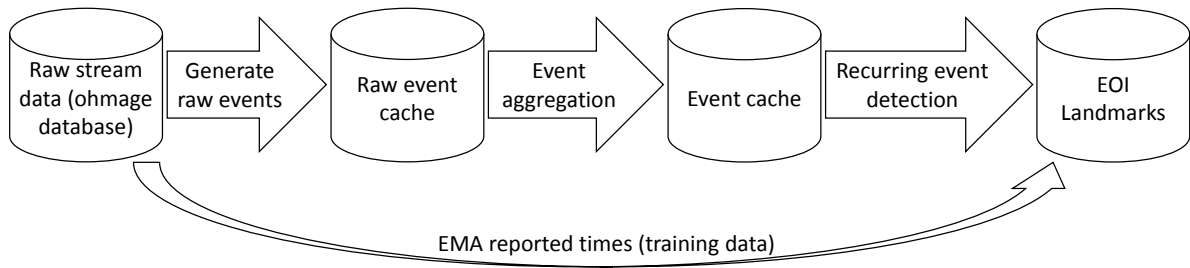 Raw stream
data (ohmage
database)
Generate
raw events
Raw event
cache
Event
aggregation
Event cache
Recurring event
detection
EOI
Landmarks
EMA reported times (training data)